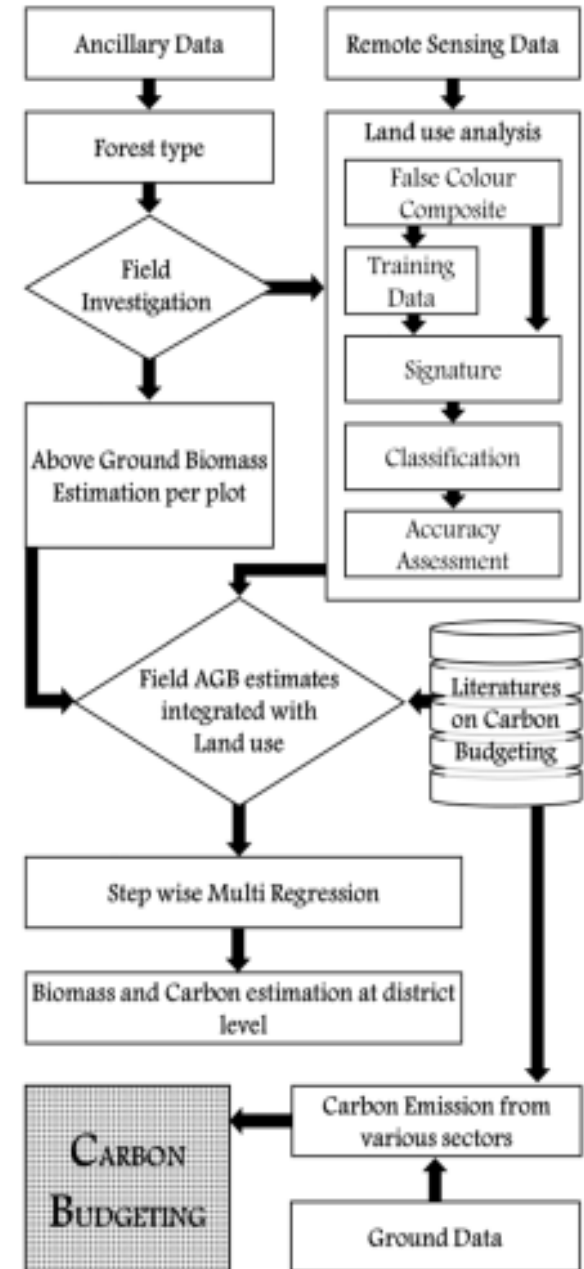 Ancillary Data
Remote Sensing Data
Forest type
Land use analysis
False Colour
Composite
Training
Data
Field
Investigation
Signature
Classification
Accuracy
Assessment
Above Ground Biomass
Estimation per plot
Field AGB estimates
integrated with
Land use
Literatures
on Carbon
Budgeting
Step wise Multi Regression
Biomass and Carbon estimation at district
level
Carbon Emission from
various sectors
CARBON
BUDGETING
Ground Data